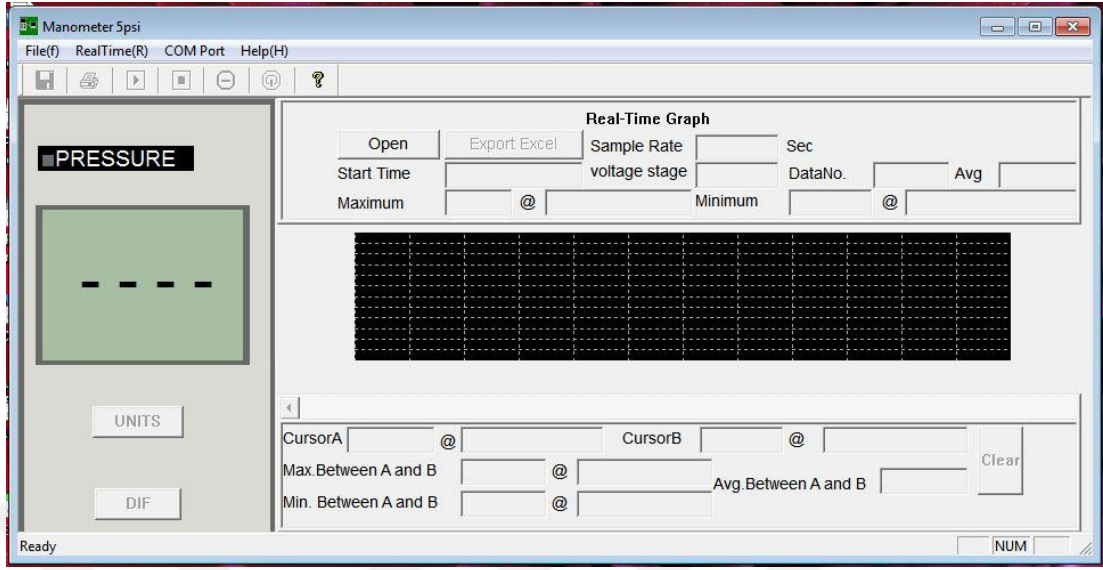 Manometer 5psi
File(f) RealTime(R) COM Port Help(H)
PRESSURE
- - - -
UNITS
DIF
Real-Time Graph
Open Export Excel Sample Rate Sec
Start Time voltage stage DataNo. Avg
Maximum @ Minimum @
CursorA @ CursorB @
Max.Between A and B @ Avg.Between A and B Clear
Min. Between A and B @
Ready NUM